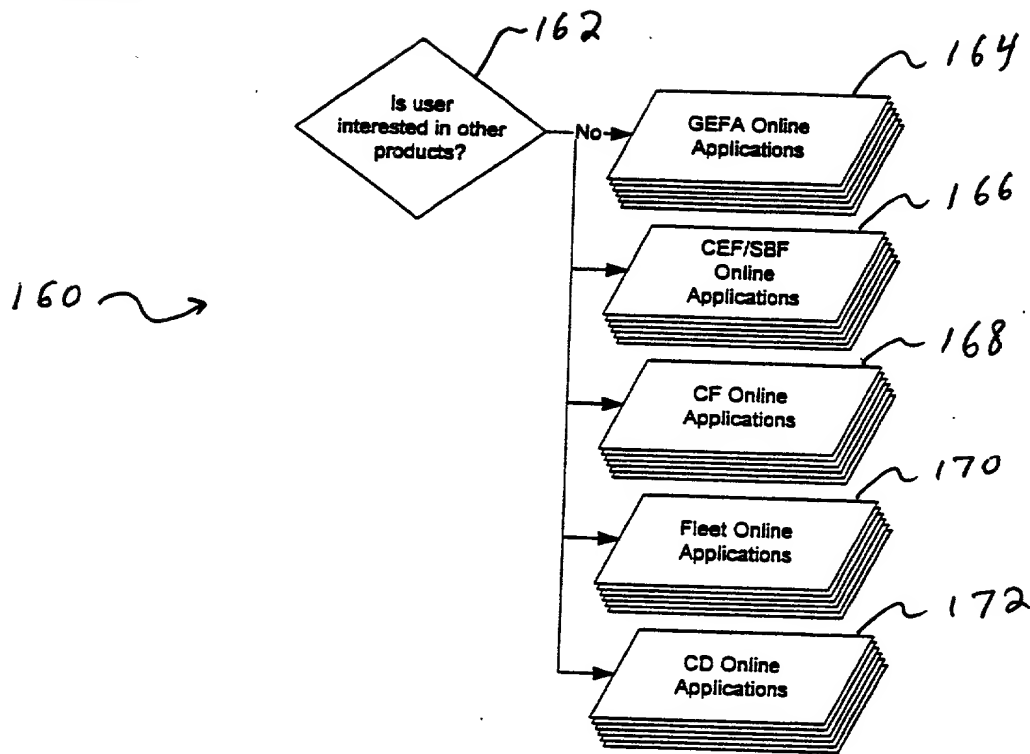 162
Is user
interested in other
products?
No
164
GEFA Online
Applications
166
CEF/SBF
Online
Applications
160
168
CF Online
Applications
170
Fleet Online
Applications
172
CD Online
Applications